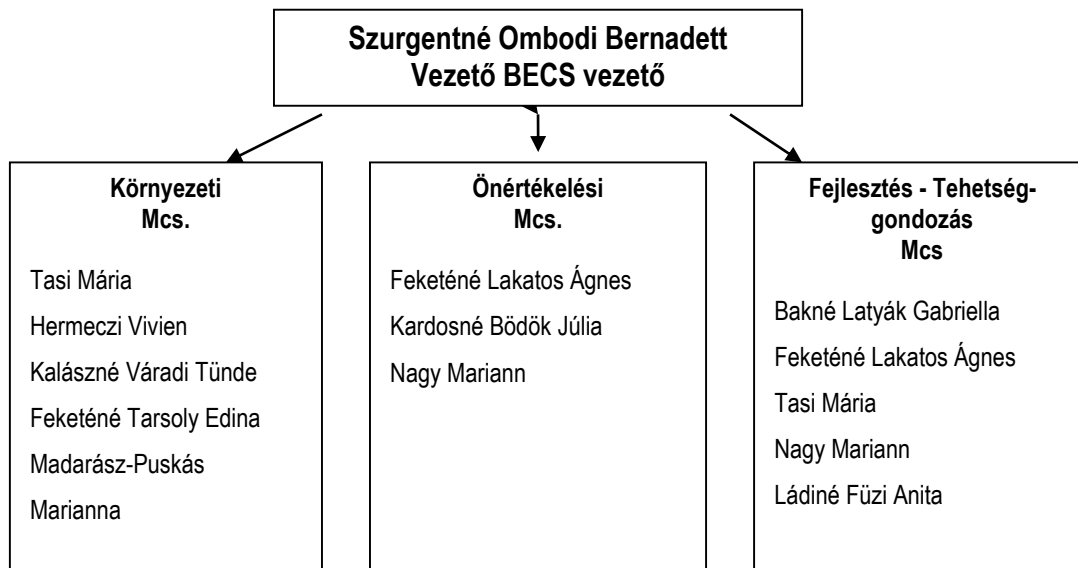 Szurgentné Ombodi Bernadett
Vezető BECS vezető
Környezeti
Mcs.
Tasi Mária
Hermeczi Vivien
Kalászné Váradi Tünde
Feketéné Tarsoly Edina
Madarász-Puskás
Marianna
Önértékelési
Mcs.
Feketéné Lakatos Ágnes
Kardosné Bödök Júlia
Nagy Mariann
Fejlesztés - Tehetség-
gondozás
Mcs
Bakné Latyák Gabriella
Feketéné Lakatos Ágnes
Tasi Mária
Nagy Mariann
Ládiné Füzi Anita